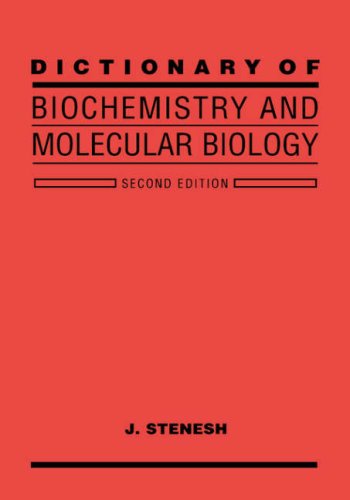 DICTIONARY OF
BIOCHEMISTRY AND
MOLECULAR BIOLOGY
SECOND EDITION
J. STENESH